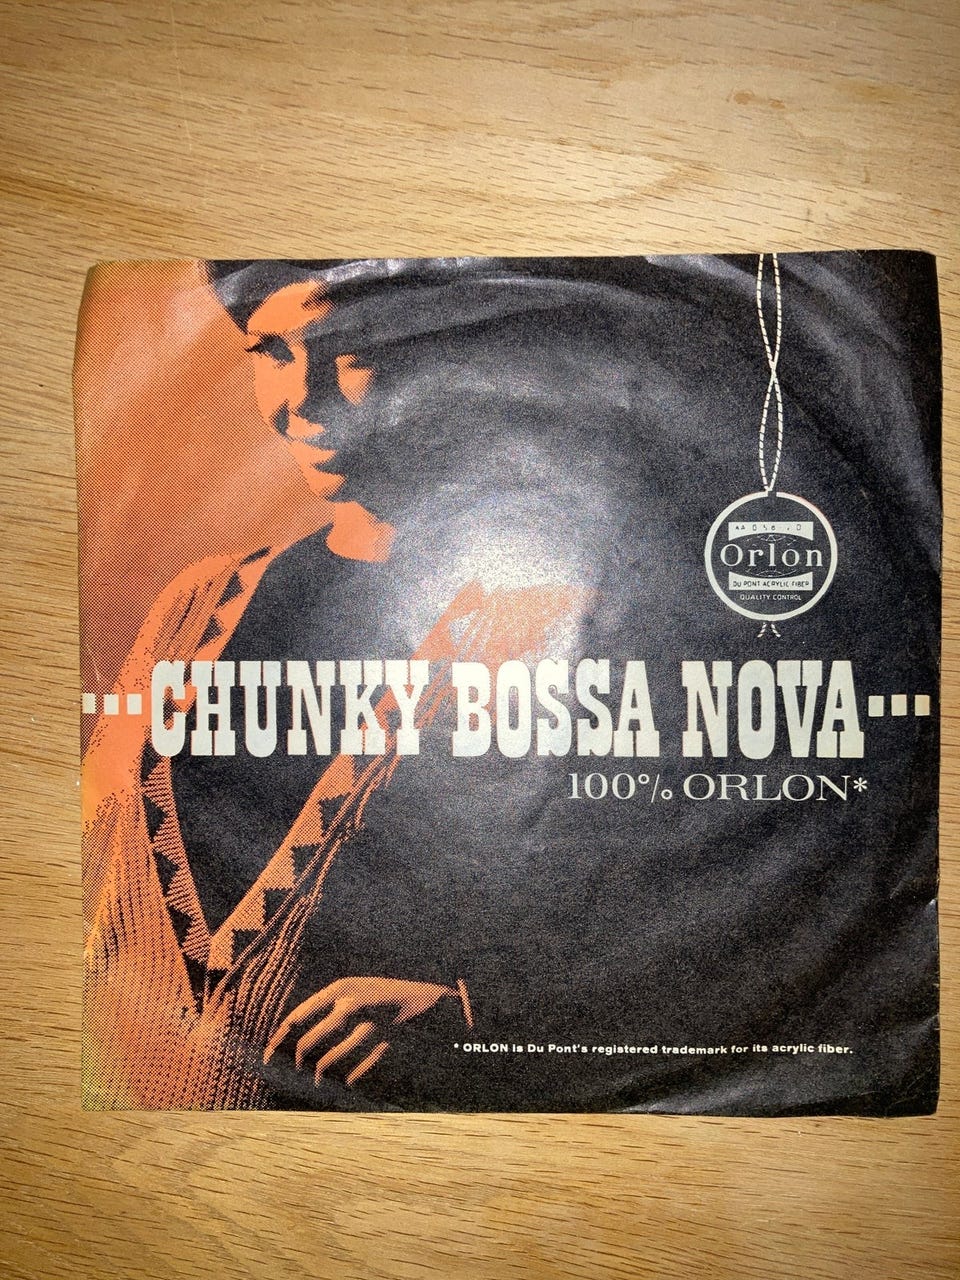 Orlon
DU PONT ACRYLIC FIBER
QUALITY CONTROL
···CHUNKY BOSSA NOVA···
100% ORLON*
* ORLON is Du Pont's registered trademark for its acrylic fiber.